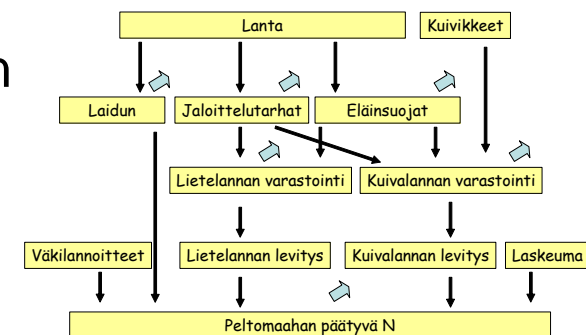 n
Lanta
Kuivikkeet
Laidun
Jaloittelutarhat
Eläinsuojat
Lietelannan varastointi
Kuivalannan varastointi
Väkilannoitteet
Lietelannan levitys
Kuivalannan levitys
Laskeuma
Peltomaahan päätyvä N